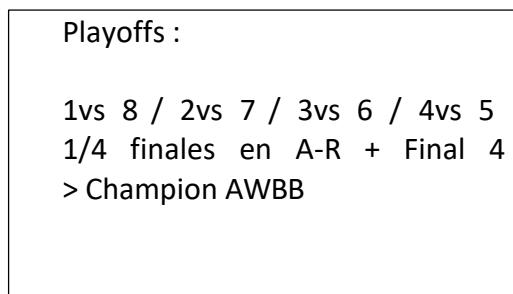 Playoffs :
1vs 8 / 2vs 7 / 3vs 6 / 4vs 5
1/4 finales en A-R + Final 4
> Champion AWBB